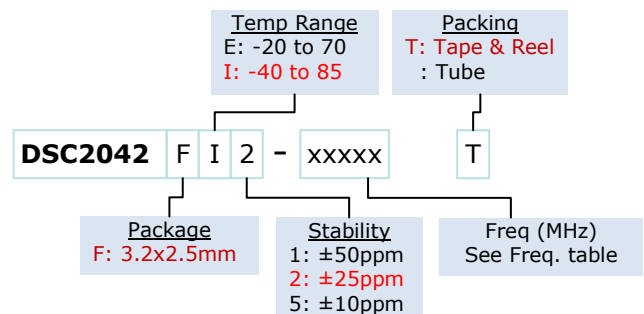 Temp Range
E: -20 to 70
I: -40 to 85
Packing
T: Tape & Reel
: Tube
DSC2042 F I 2 - xxxxx T
Package
F: 3.2x2.5mm
Stability
1: ±50ppm
2: ±25ppm
5: ±10ppm
Freq (MHz)
See Freq. table